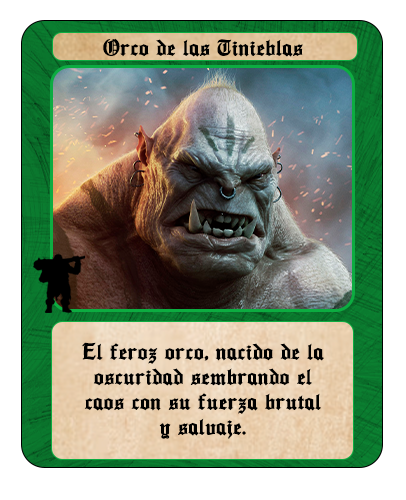 Orco de las Tinieblas
El feroz orco, nacido de la
oscuridad sembrando el
caos con su fuerza brutal
y salvaje.